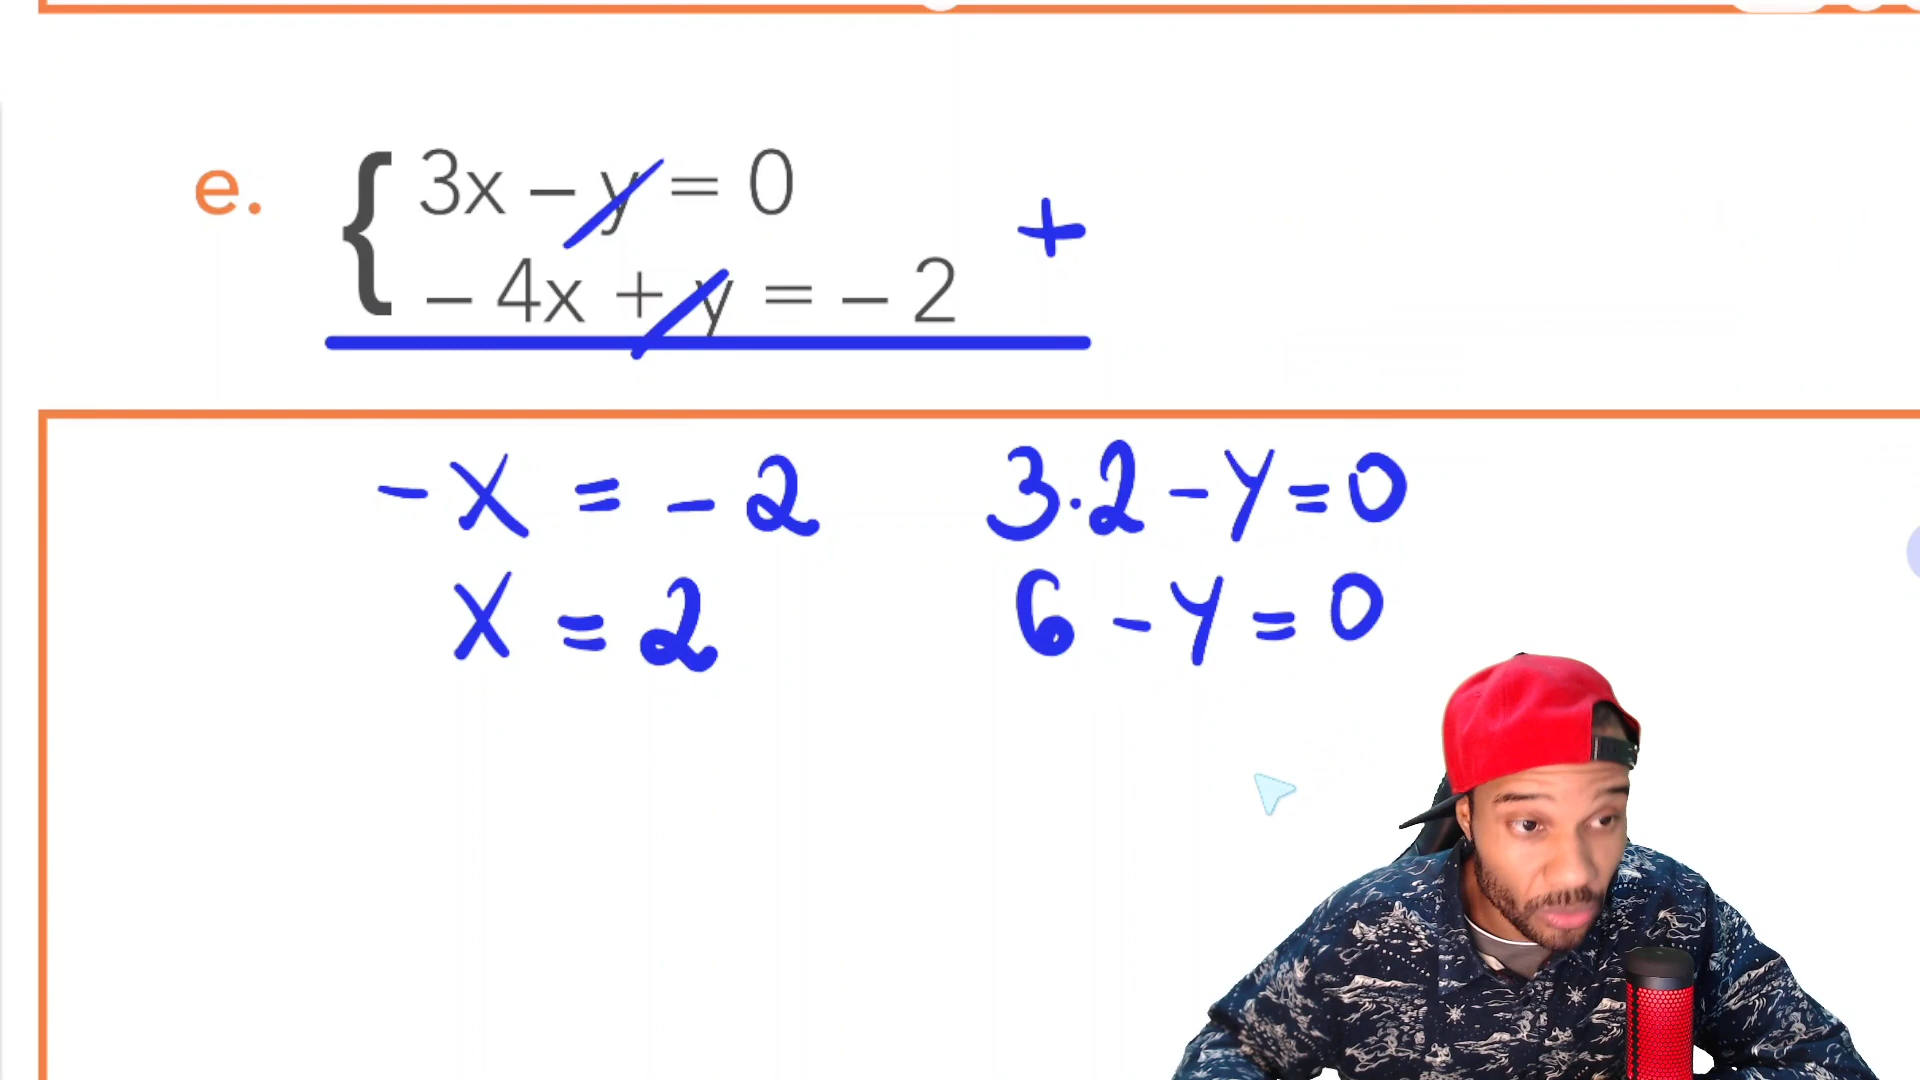 e. { 3x – y = 0
– 4x + y = – 2
+
-x = -2
x = 2
3·2 - y = 0
6 - y = 0